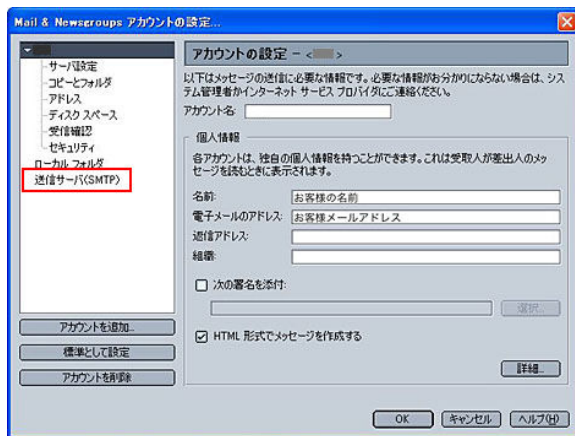 Mail & Newsgroups アカウントの設定...
サーバ設定
コピーとフォルダ
アドレス
ディスク スペース
受信確認
セキュリティ
ローカル フォルダ
送信サーバ(SMTP)
アカウントを追加...
標準として設定
アカウントを削除
アカウントの設定 - < >
以下はメッセージの送信に必要な情報です。必要な情報がお分かりにならない場合は、シス
テム管理者かインターネット サービス プロバイダにご連絡ください。
アカウント名:
個人情報
各アカウントは、独自の個人情報を持つことができます。これは受取人が差出人のメッ
セージを読むときに表示されます。
名前: お客様の名前
電子メールのアドレス: お客様メールアドレス
返信アドレス:
組織:
次の署名を添付:
選択...
HTML 形式でメッセージを作成する
詳細...
OK キャンセル ヘルプ(H)